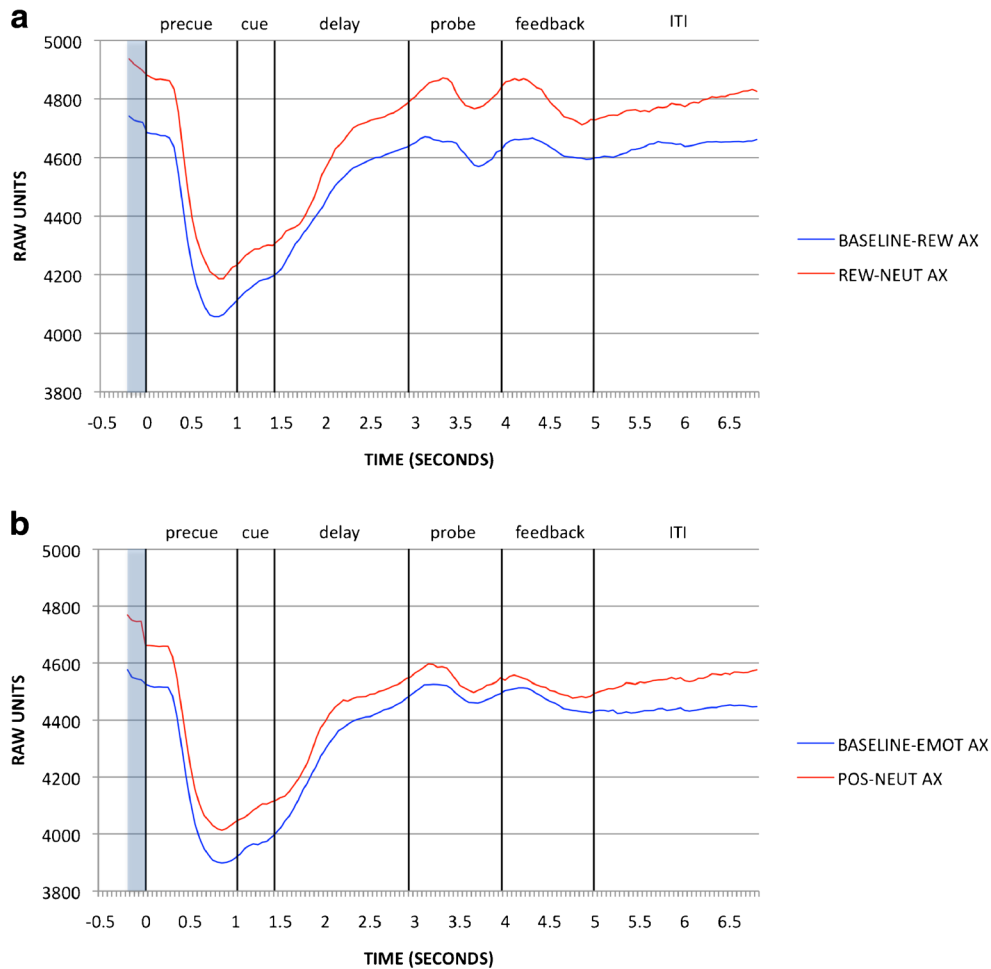 a
precue cue delay probe feedback ITI
5000
4800
4600
4400
4200
4000
3800
RAW UNITS
-0.5 0 0.5 1 1.5 2 2.5 3 3.5 4 4.5 5 5.5 6 6.5
TIME (SECONDS)
BASELINE-REW AX
REW-NEUT AX
b
precue cue delay probe feedback ITI
5000
4800
4600
4400
4200
4000
3800
RAW UNITS
-0.5 0 0.5 1 1.5 2 2.5 3 3.5 4 4.5 5 5.5 6 6.5
TIME (SECONDS)
BASELINE-EMOT AX
POS-NEUT AX